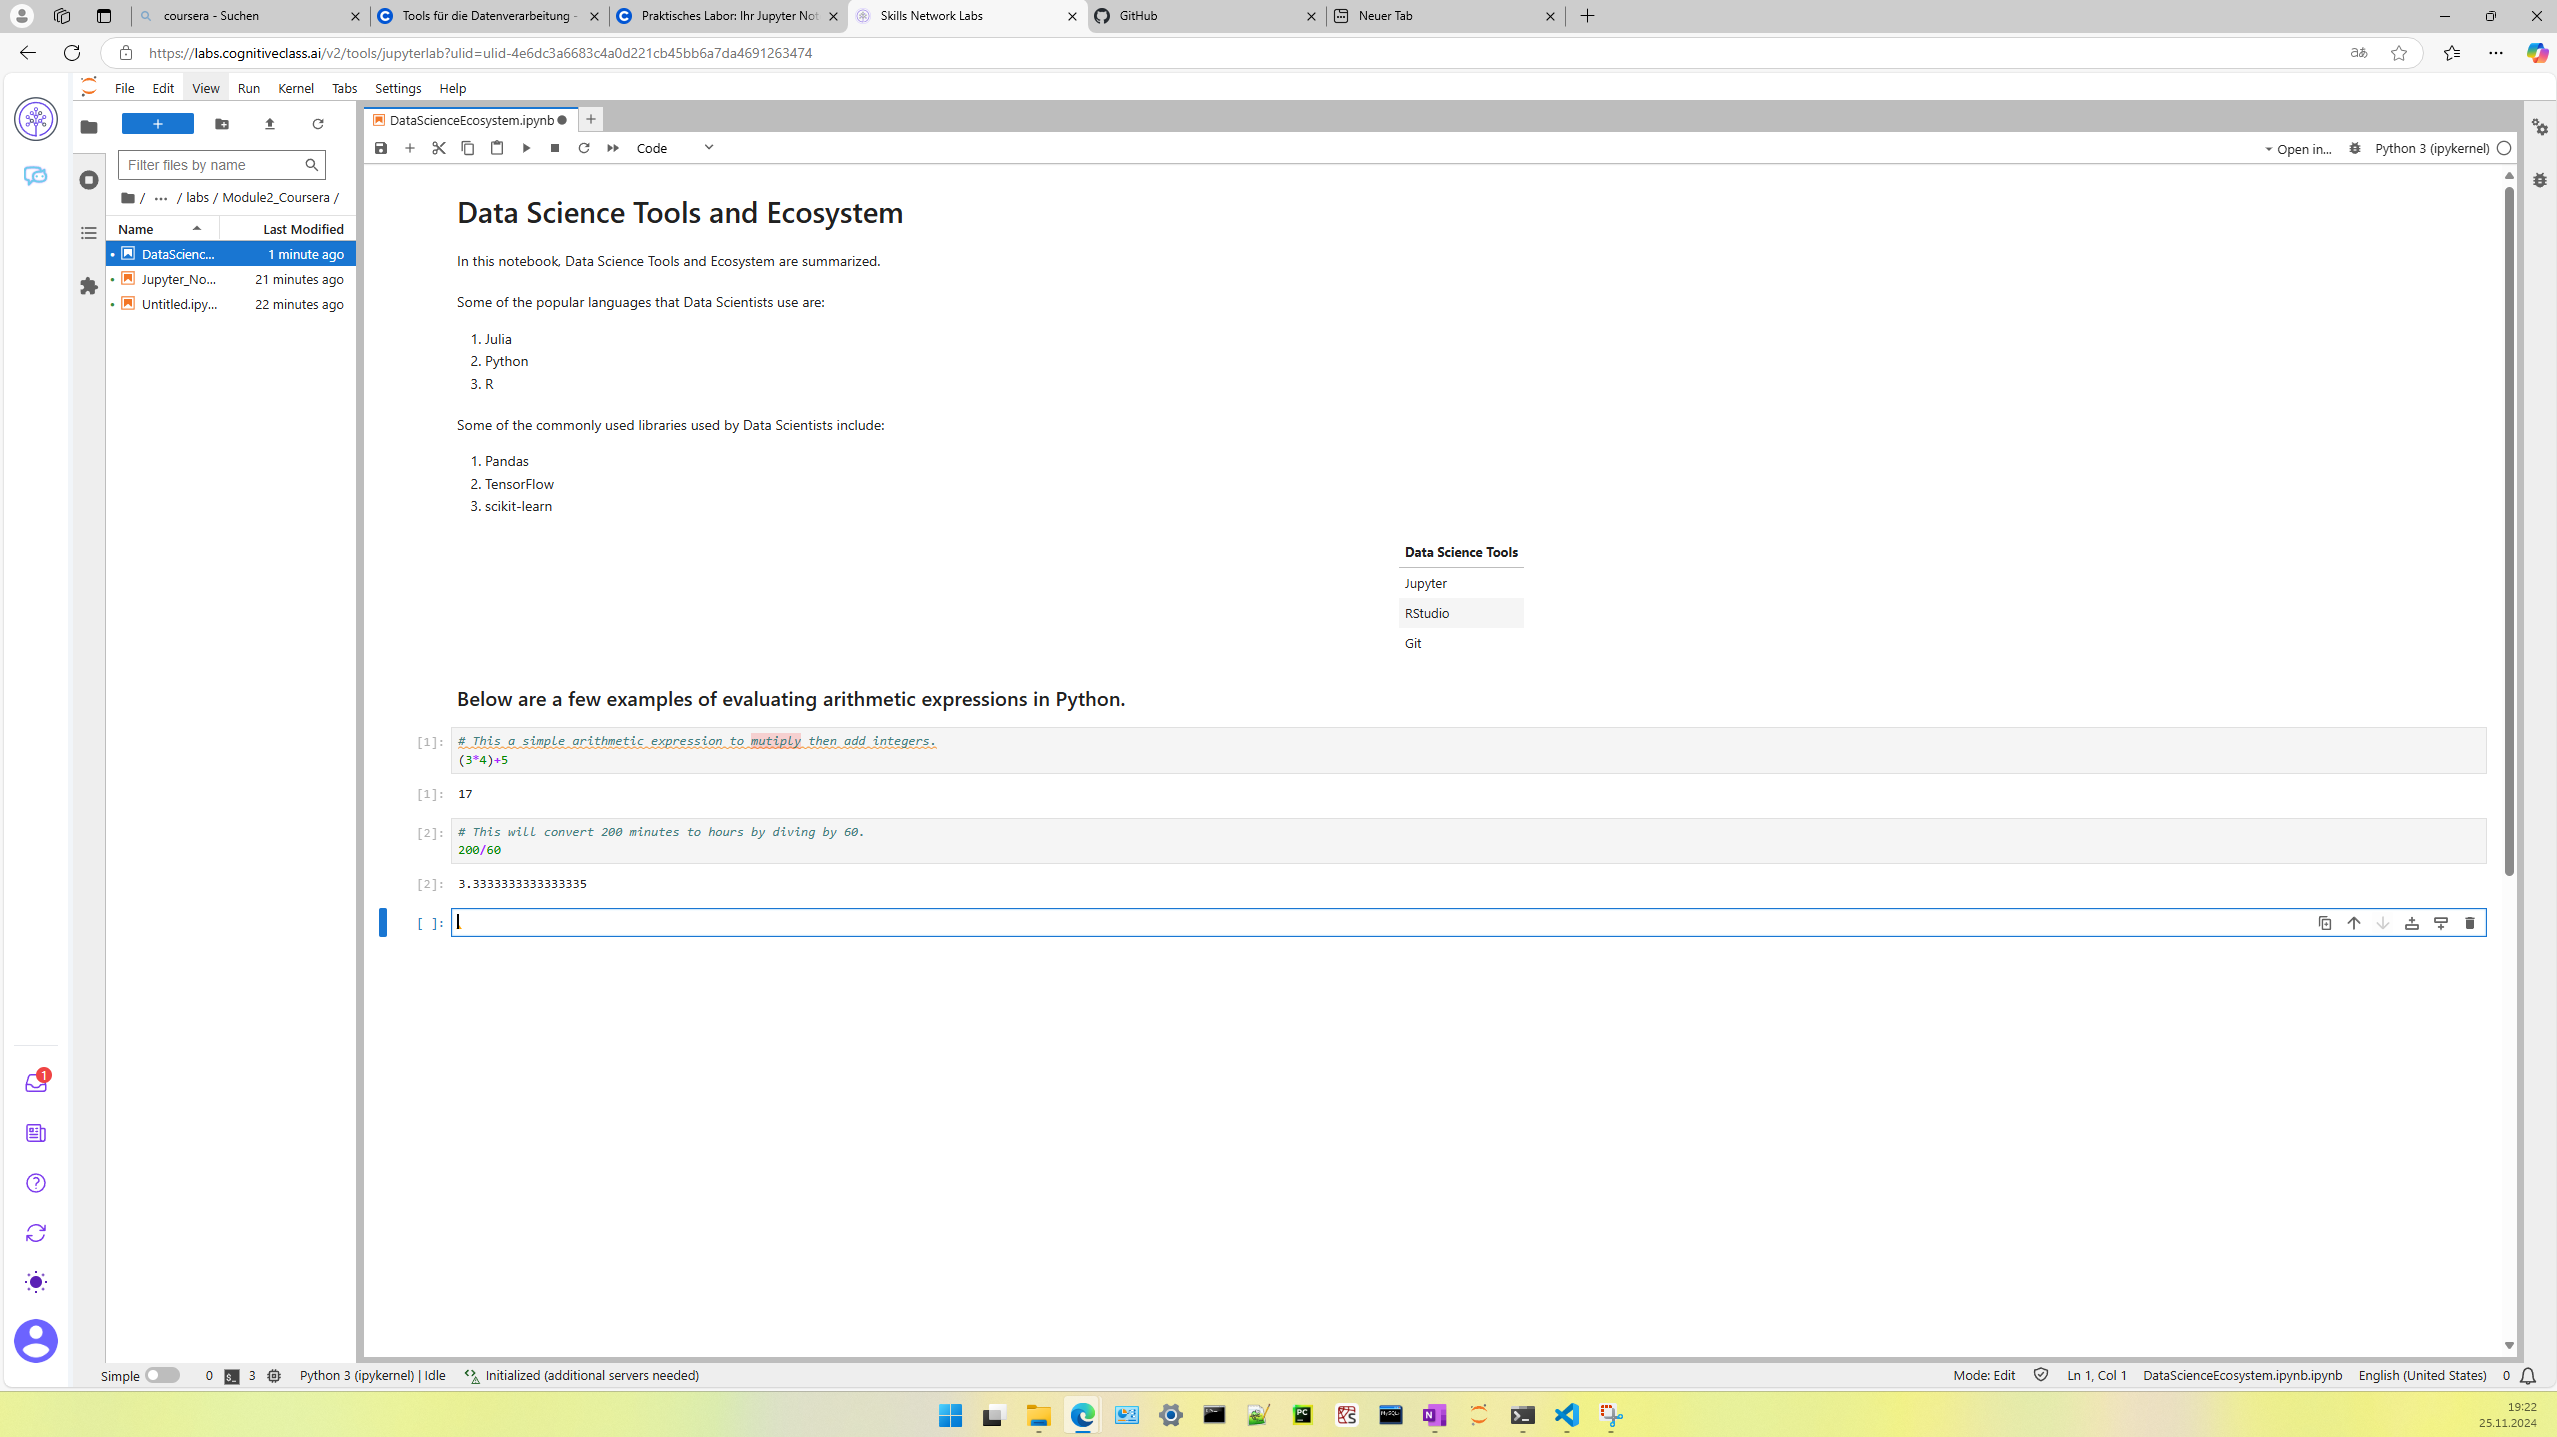 coursera - Suchen
Tools für die Datenverarbeitung -
Praktisches Labor: Ihr Jupyter Not
Skills Network Labs
GitHub
Neuer Tab
https://labs.cognitiveclass.ai/v2/tools/jupyterlab?ulid=ulid-4e6dc3a6683c4a0d221cb45bb6a7da4691263474
File Edit View Run Kernel Tabs Settings Help
DataScienceEcosystem.ipynb
Code
Open in...
Python 3 (ipykernel)
Filter files by name
/ ··· / labs / Module2_Coursera /
Name Last Modified
DataScienc... 1 minute ago
Jupyter_No... 21 minutes ago
Untitled.ipy... 22 minutes ago
Data Science Tools and Ecosystem
In this notebook, Data Science Tools and Ecosystem are summarized.
Some of the popular languages that Data Scientists use are:
1. Julia
2. Python
3. R
Some of the commonly used libraries used by Data Scientists include:
1. Pandas
2. TensorFlow
3. scikit-learn
Data Science Tools
Jupyter
RStudio
Git
Below are a few examples of evaluating arithmetic expressions in Python.
[1]: # This a simple arithmetic expression to mutiply then add integers.
(3*4)+5
[1]: 17
[2]: # This will convert 200 minutes to hours by diving by 60.
200/60
[2]: 3.3333333333333335
[ ]:
1
Simple 0 3 Python 3 (ipykernel) | Idle Initialized (additional servers needed)
Mode: Edit Ln 1, Col 1 DataScienceEcosystem.ipynb.ipynb English (United States) 0
19:22
25.11.2024